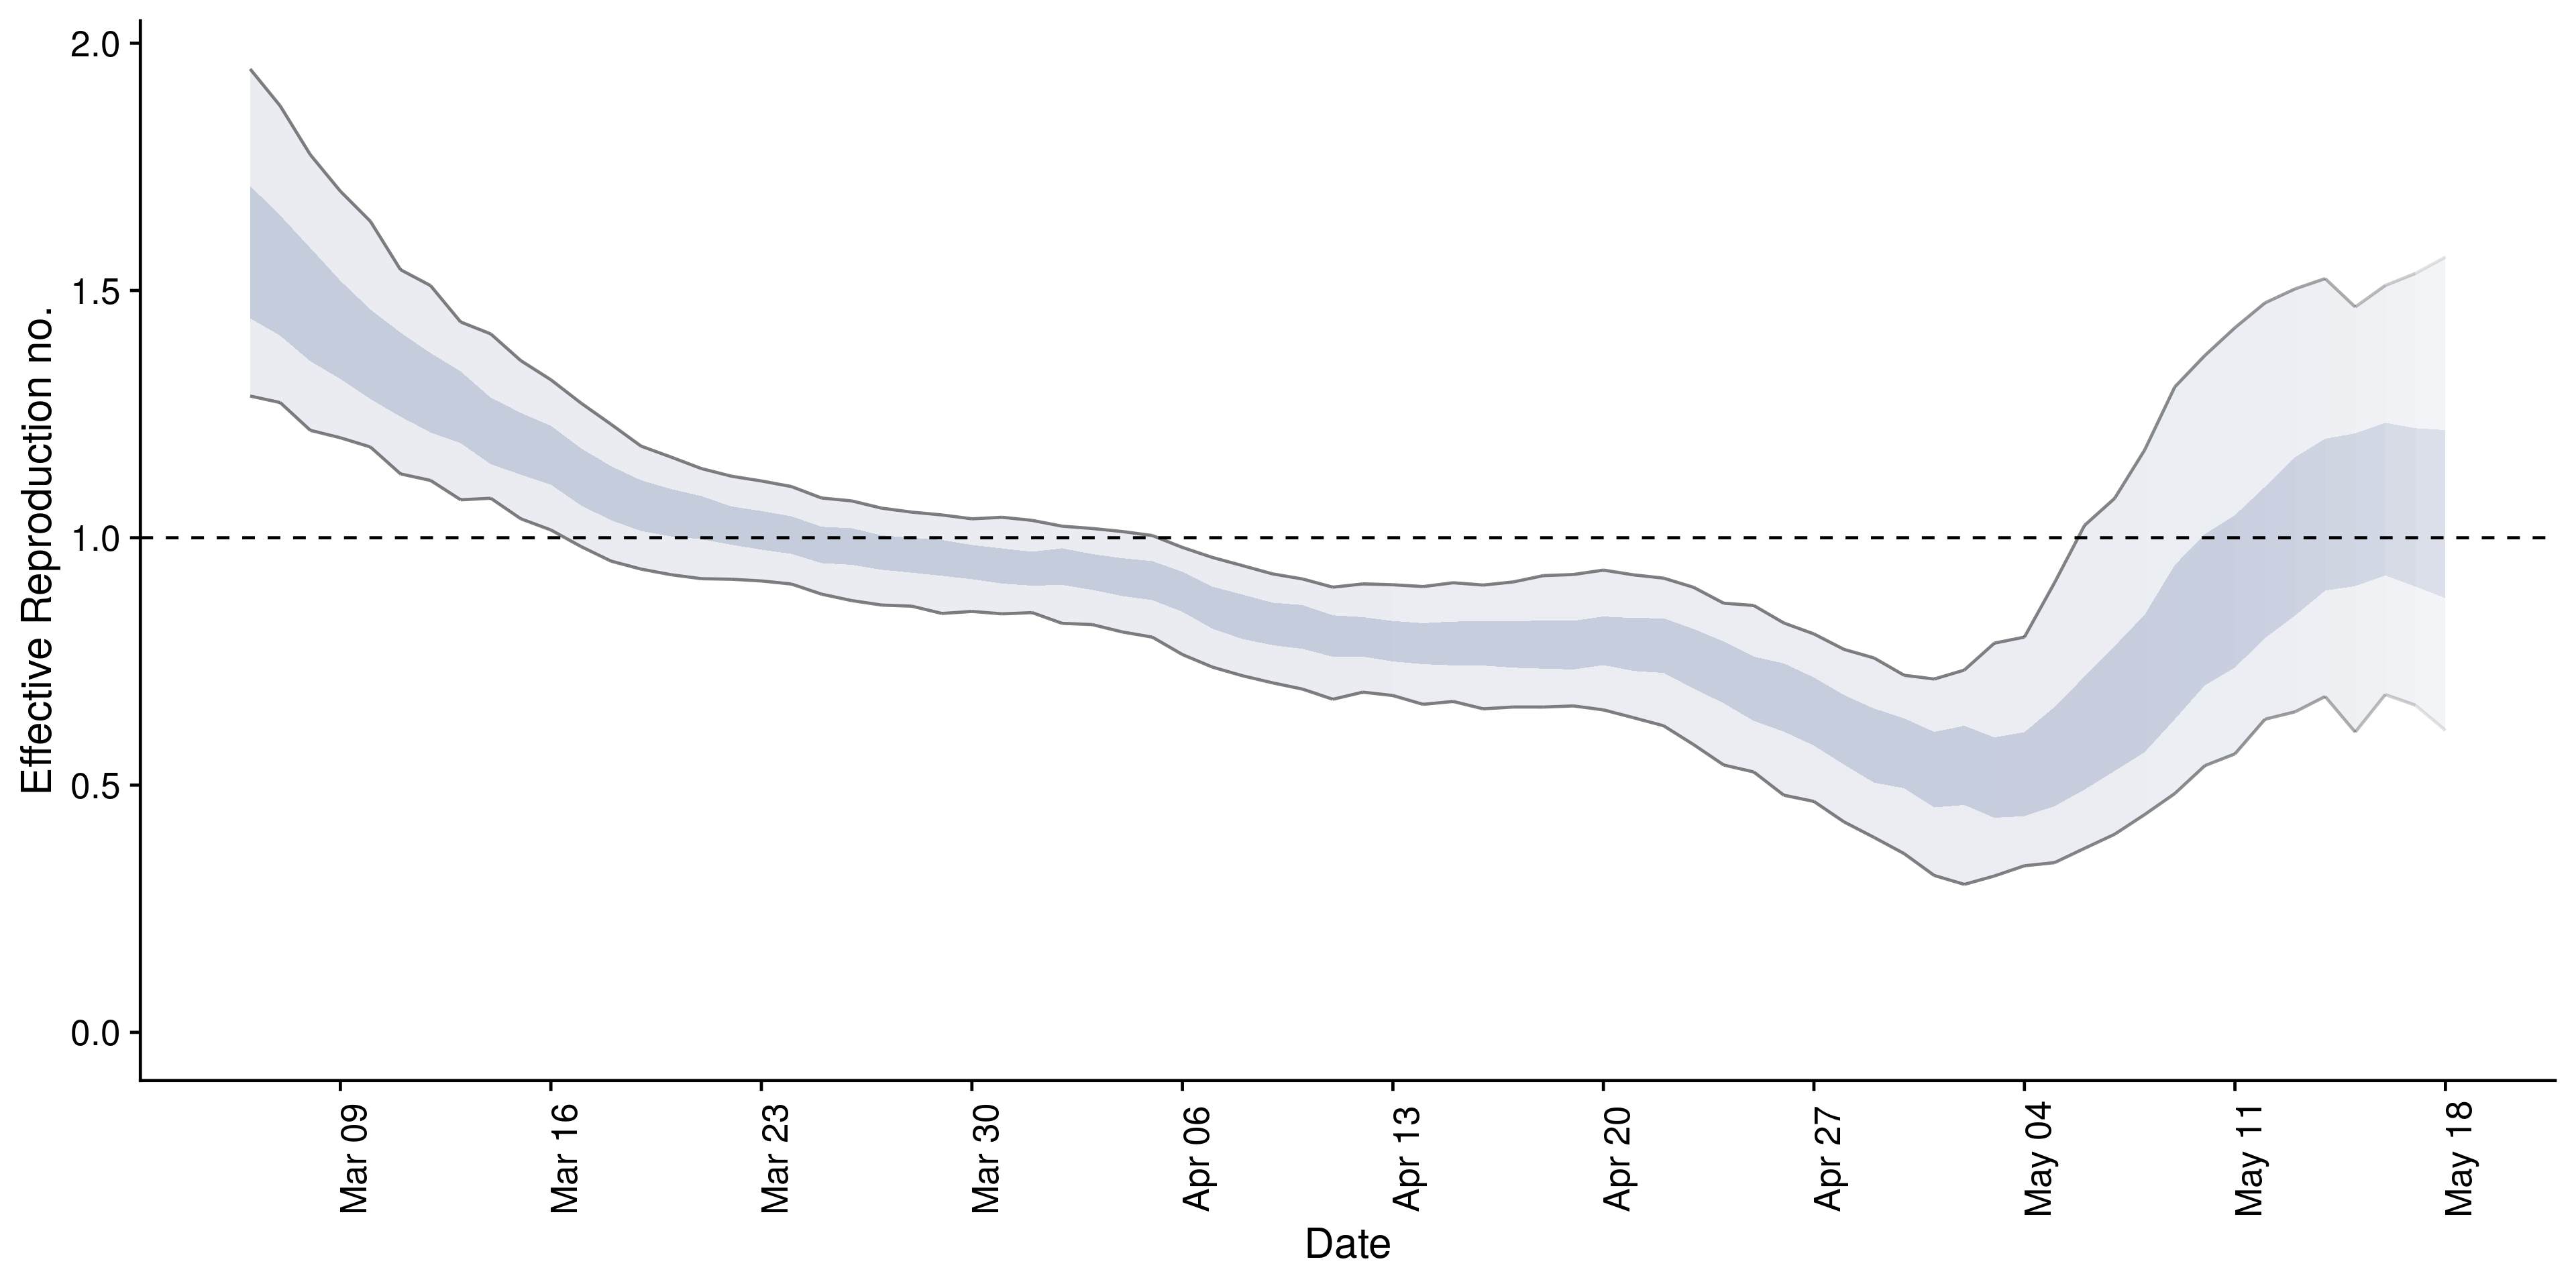 Effective Reproduction no.
2.0
1.5
1.0
0.5
0.0
Mar 09
Mar 16
Mar 23
Mar 30
Apr 06
Apr 13
Apr 20
Apr 27
May 04
May 11
May 18
Date